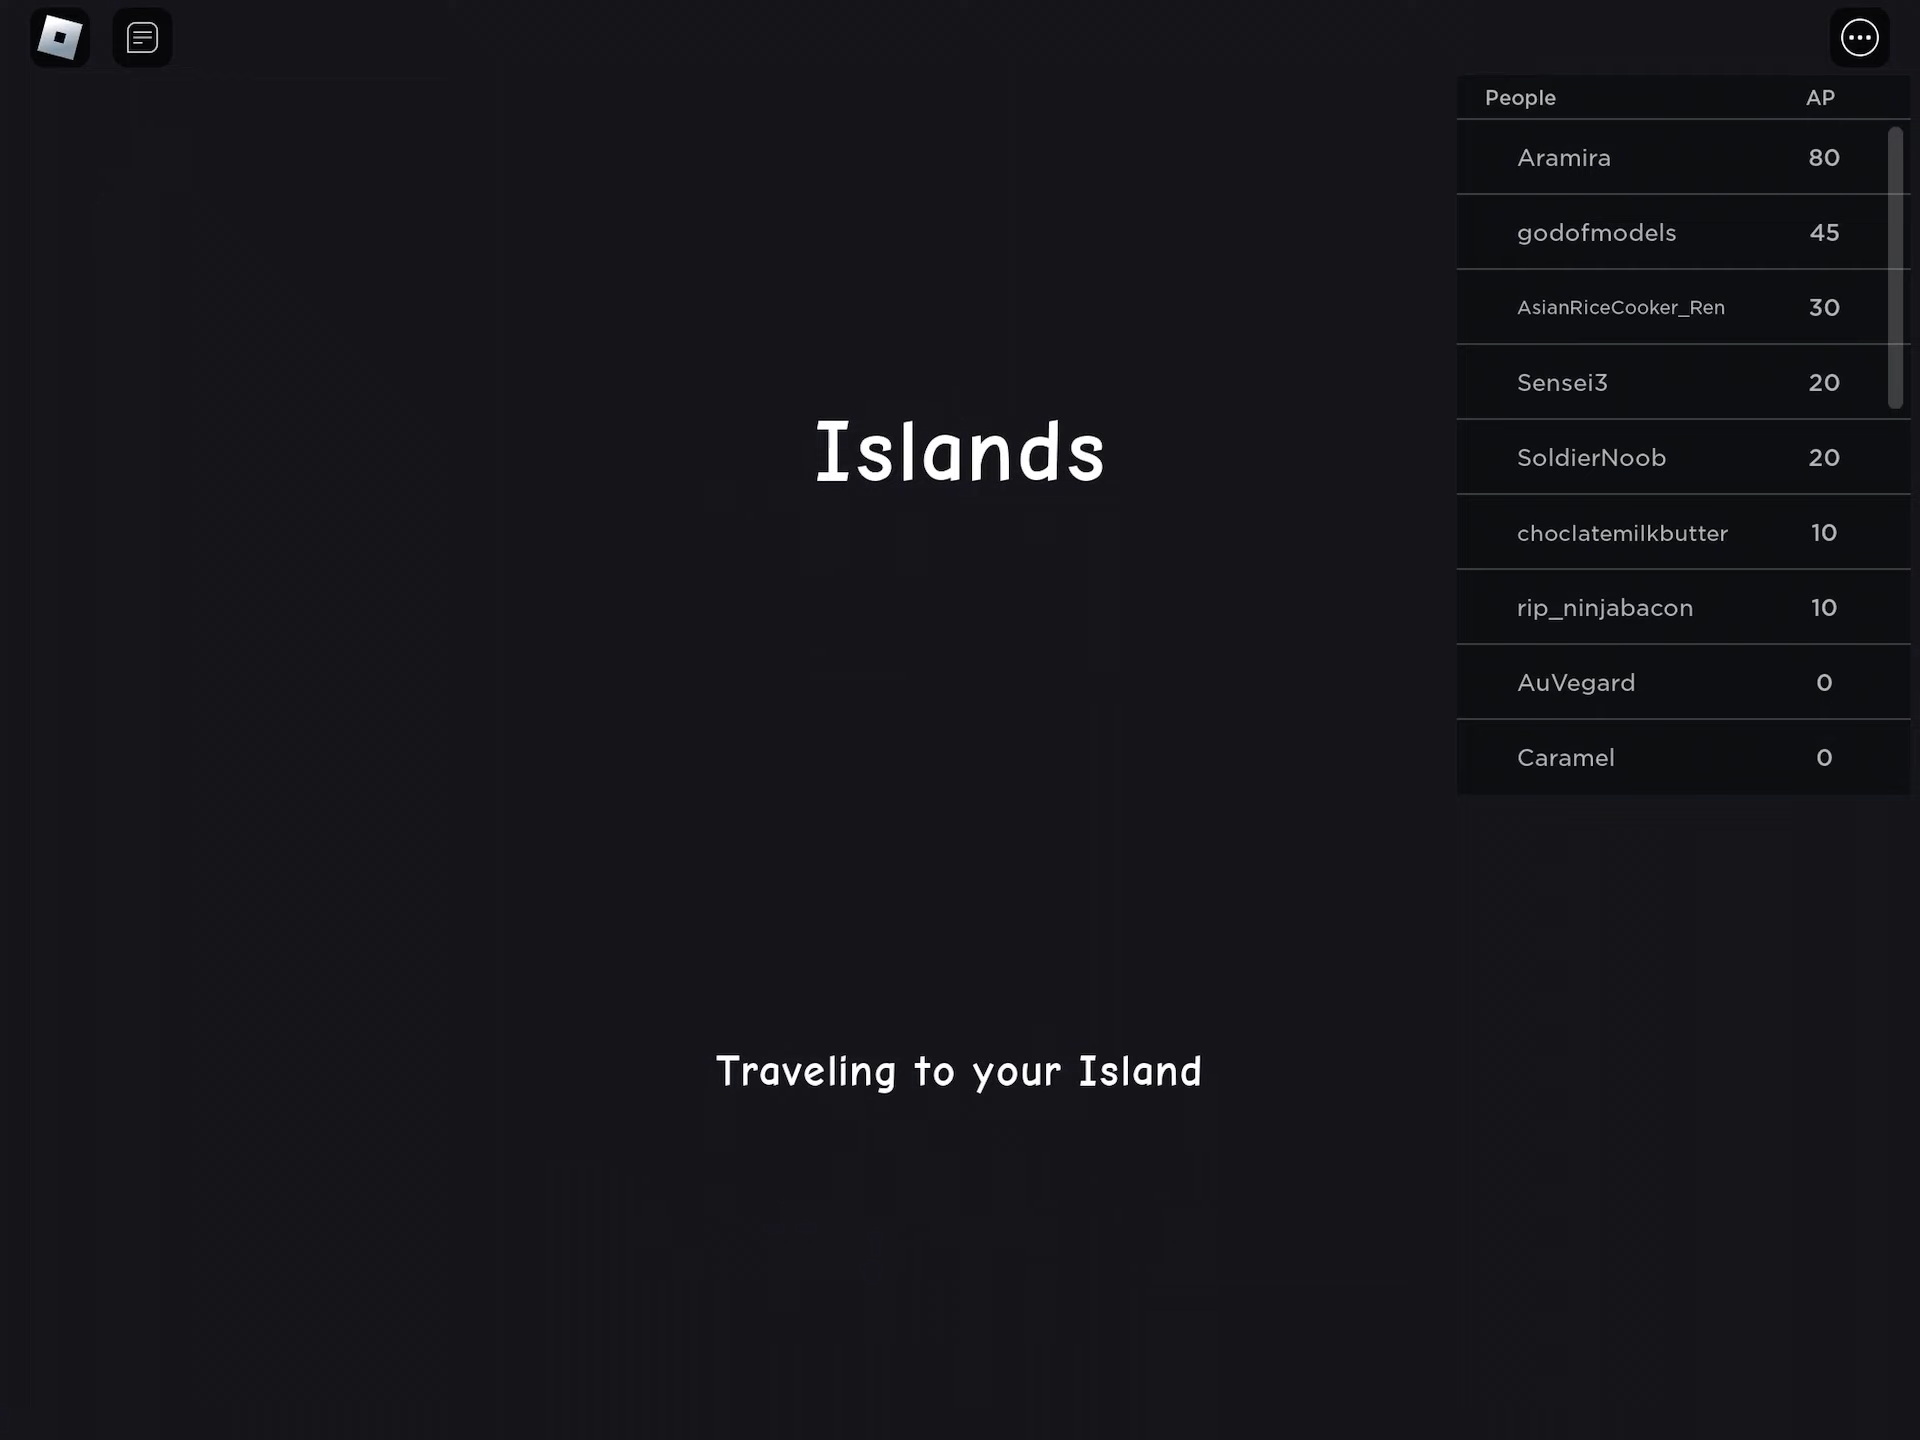 People AP
Aramira 80
godofmodels 45
AsianRiceCooker_Ren 30
Sensei3 20
Islands
SoldierNoob 20
choclatemilkbutter 10
rip_ninjabacon 10
AuVegard 0
Caramel 0
Traveling to your Island